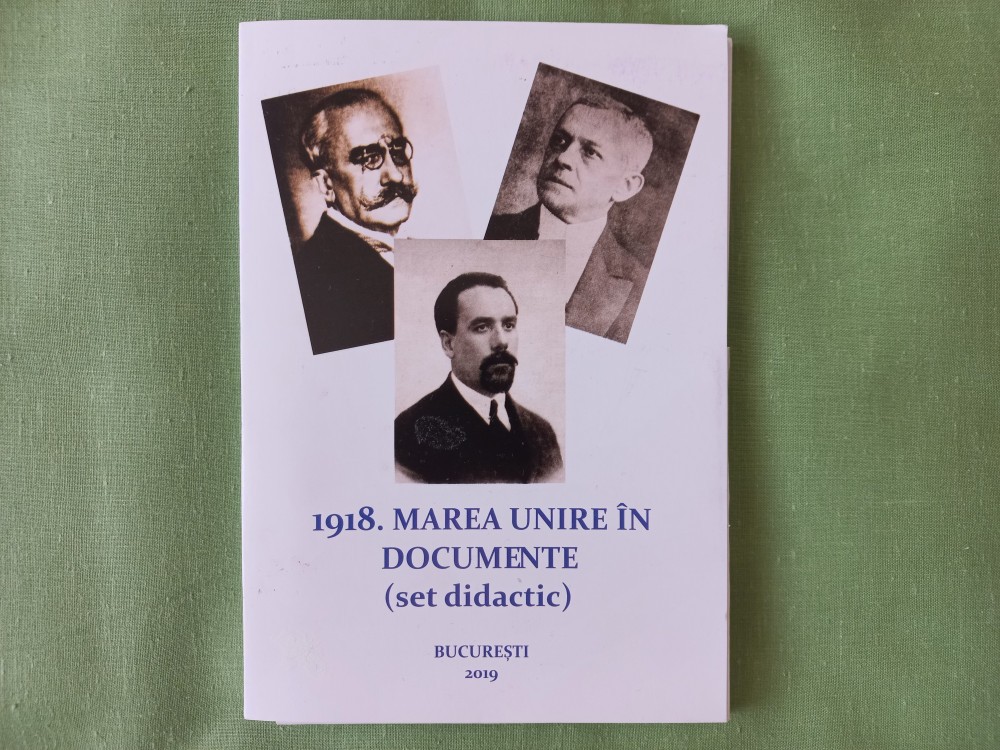 1918. MAREA UNIRE ÎN
DOCUMENTE
(set didactic)
BUCUREȘTI
2019